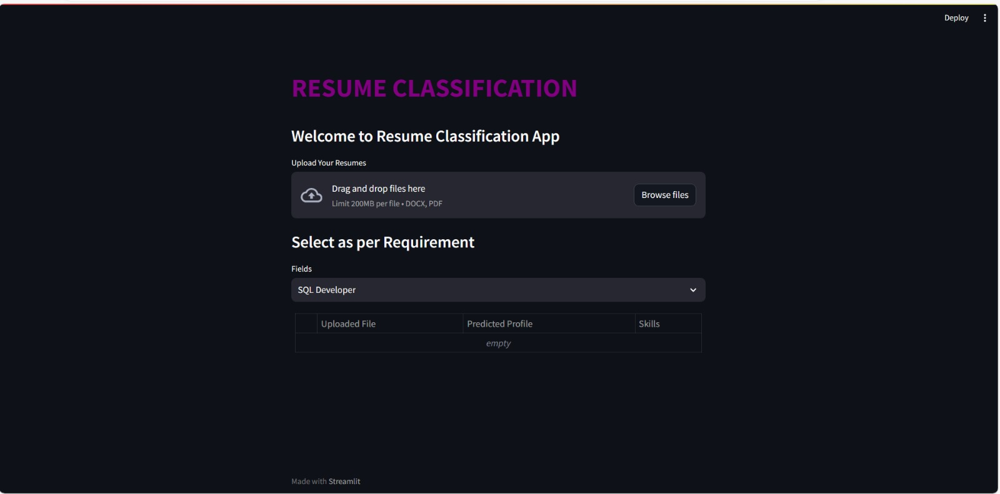 Deploy
RESUME CLASSIFICATION
Welcome to Resume Classification App
Upload Your Resumes
Drag and drop files here
Limit 200MB per file • DOCX, PDF
Browse files
Select as per Requirement
Fields
SQL Developer
Uploaded File Predicted Profile Skills
empty
Made with Streamlit